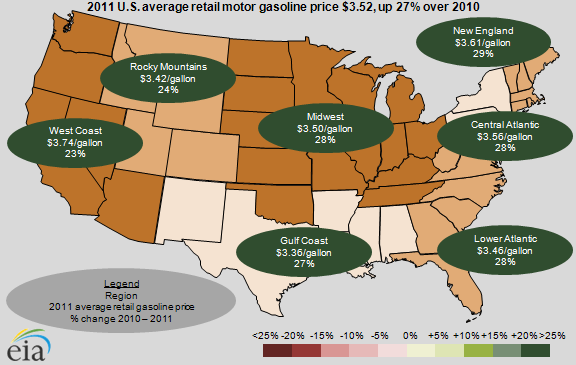 2011 U.S. average retail motor gasoline price $3.52, up 27% over 2010
New England
$3.61/gallon
29%
Rocky Mountains
$3.42/gallon
24%
Midwest
$3.50/gallon
28%
West Coast
$3.74/gallon
23%
Central Atlantic
$3.56/gallon
28%
Gulf Coast
$3.36/gallon
27%
Lower Atlantic
$3.46/gallon
28%
Legend
Region
2011 average retail gasoline price
% change 2010 – 2011
eia
<25% -20% -15% -10% -5% 0% +5% +10% +15% +20% >25%